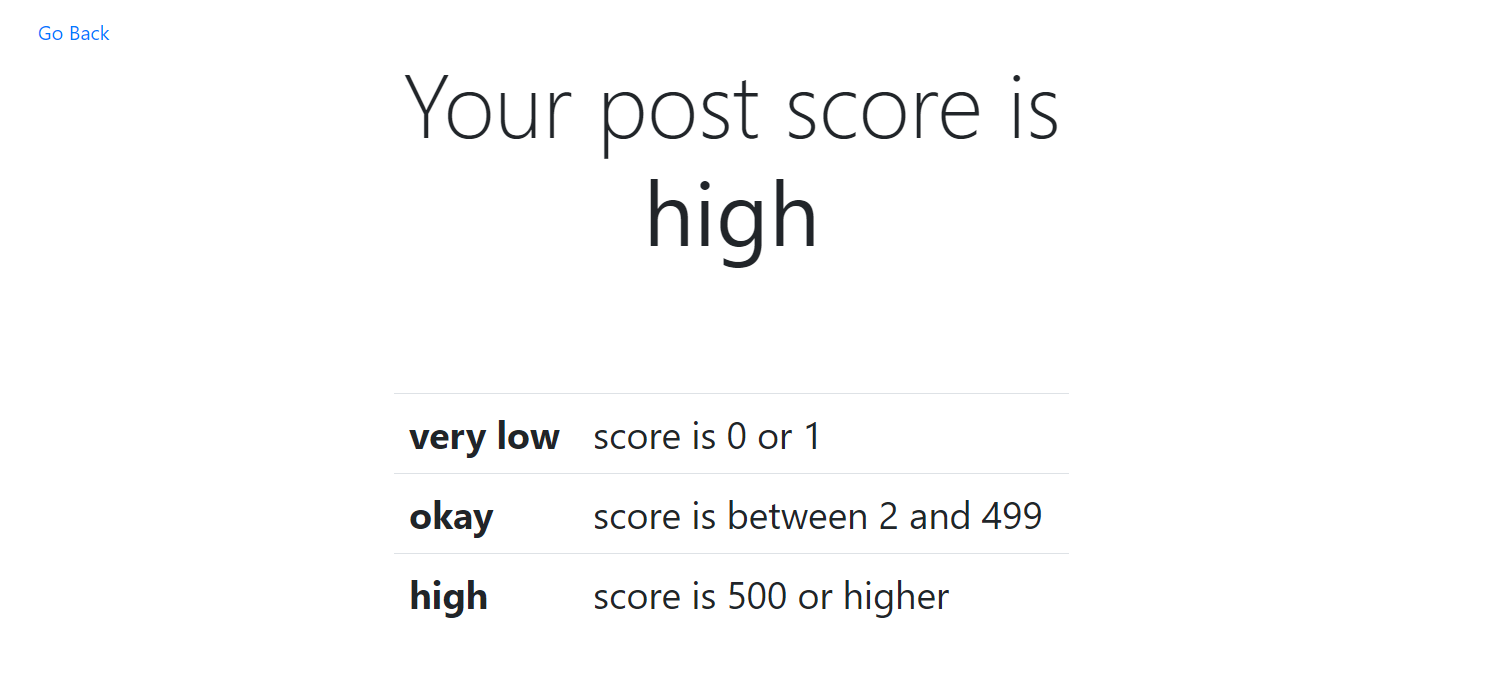 Go Back
Your post score is
high
very low score is 0 or 1
okay score is between 2 and 499
high score is 500 or higher